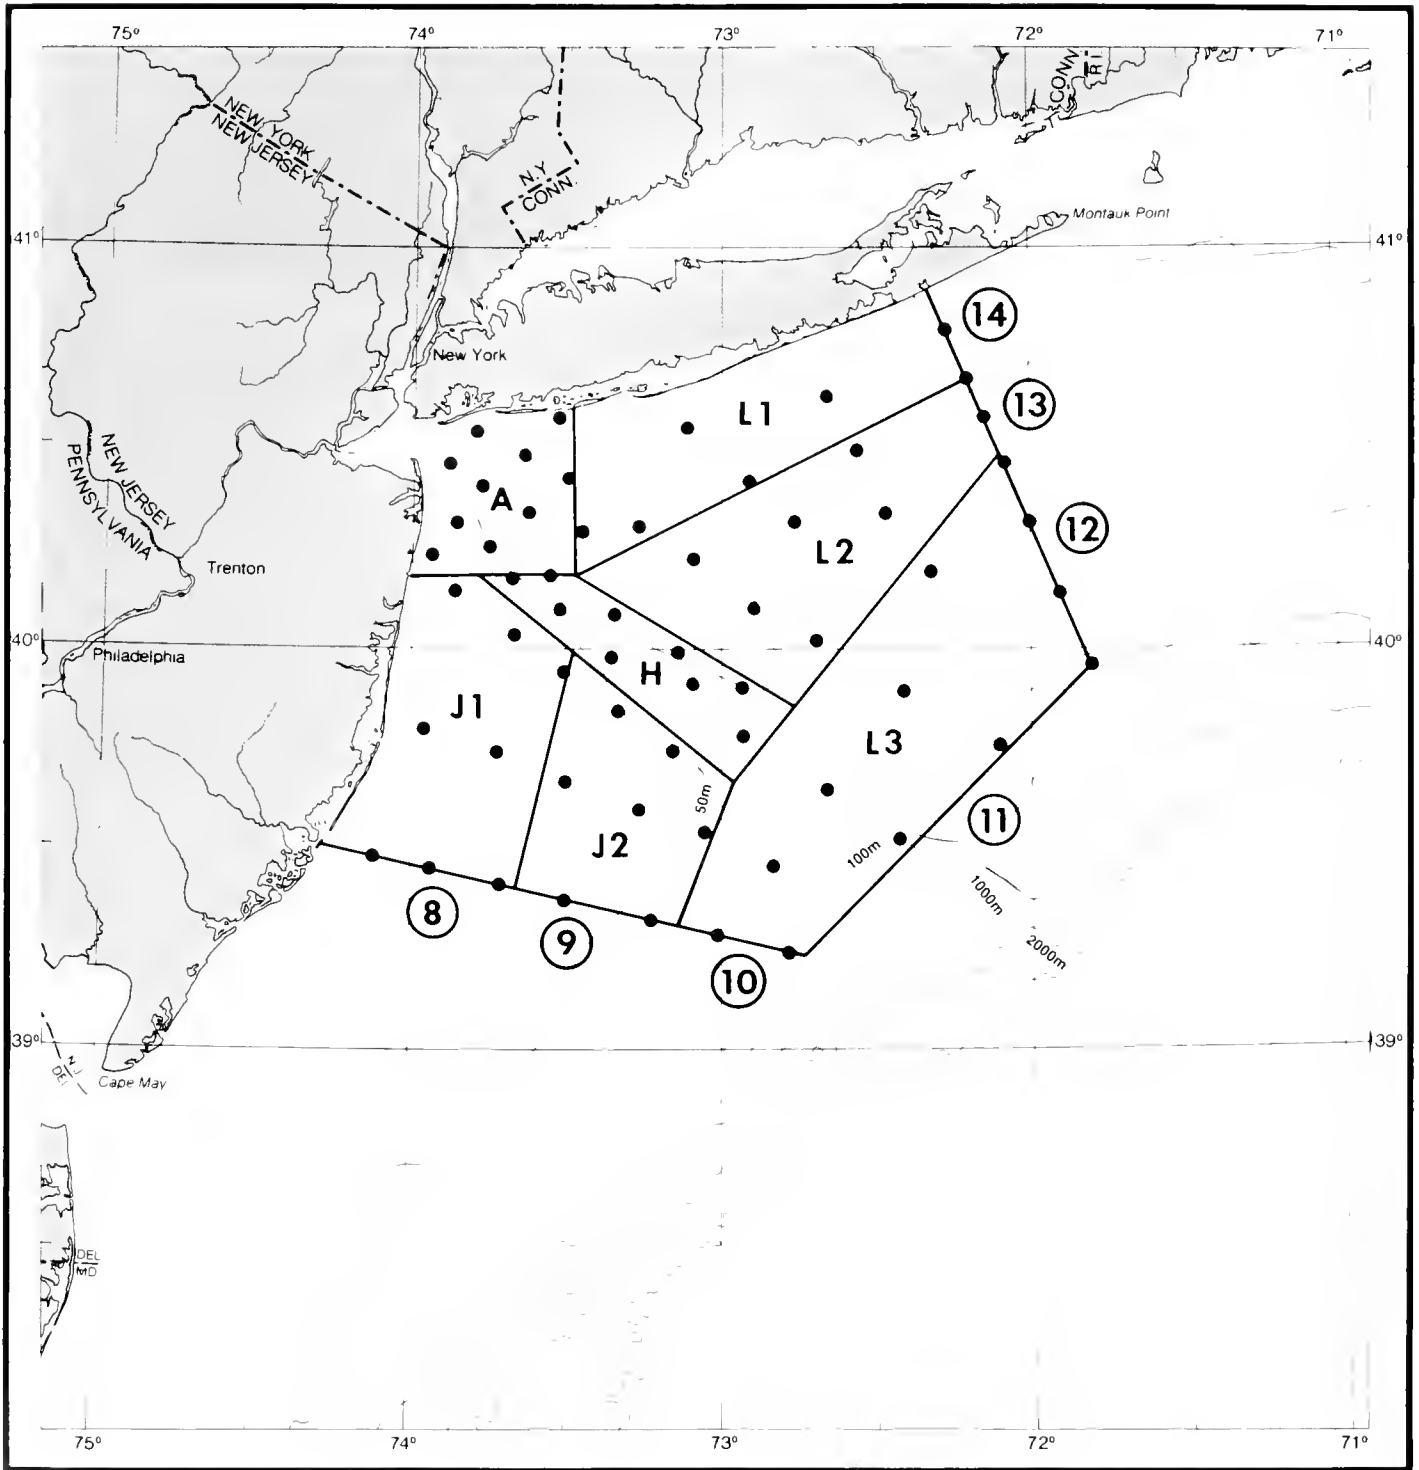 75° 74° 73° 72° 71°
CONN
R I
NEW YORK
NEW JERSEY
N.Y
CONN.
Montauk Point
41° 41°
14
New York
13
L1
A
NEW JERSEY
PENNSYLVANIA
12
L2
Trenton
40° 40°
Philadelphia
H
J1
L3
50m
11
J2
100m
1000m
8
9
2000m
10
39° 39°
N J
DEL
Cape May
DEL
MD
75° 74° 73° 72° 71°